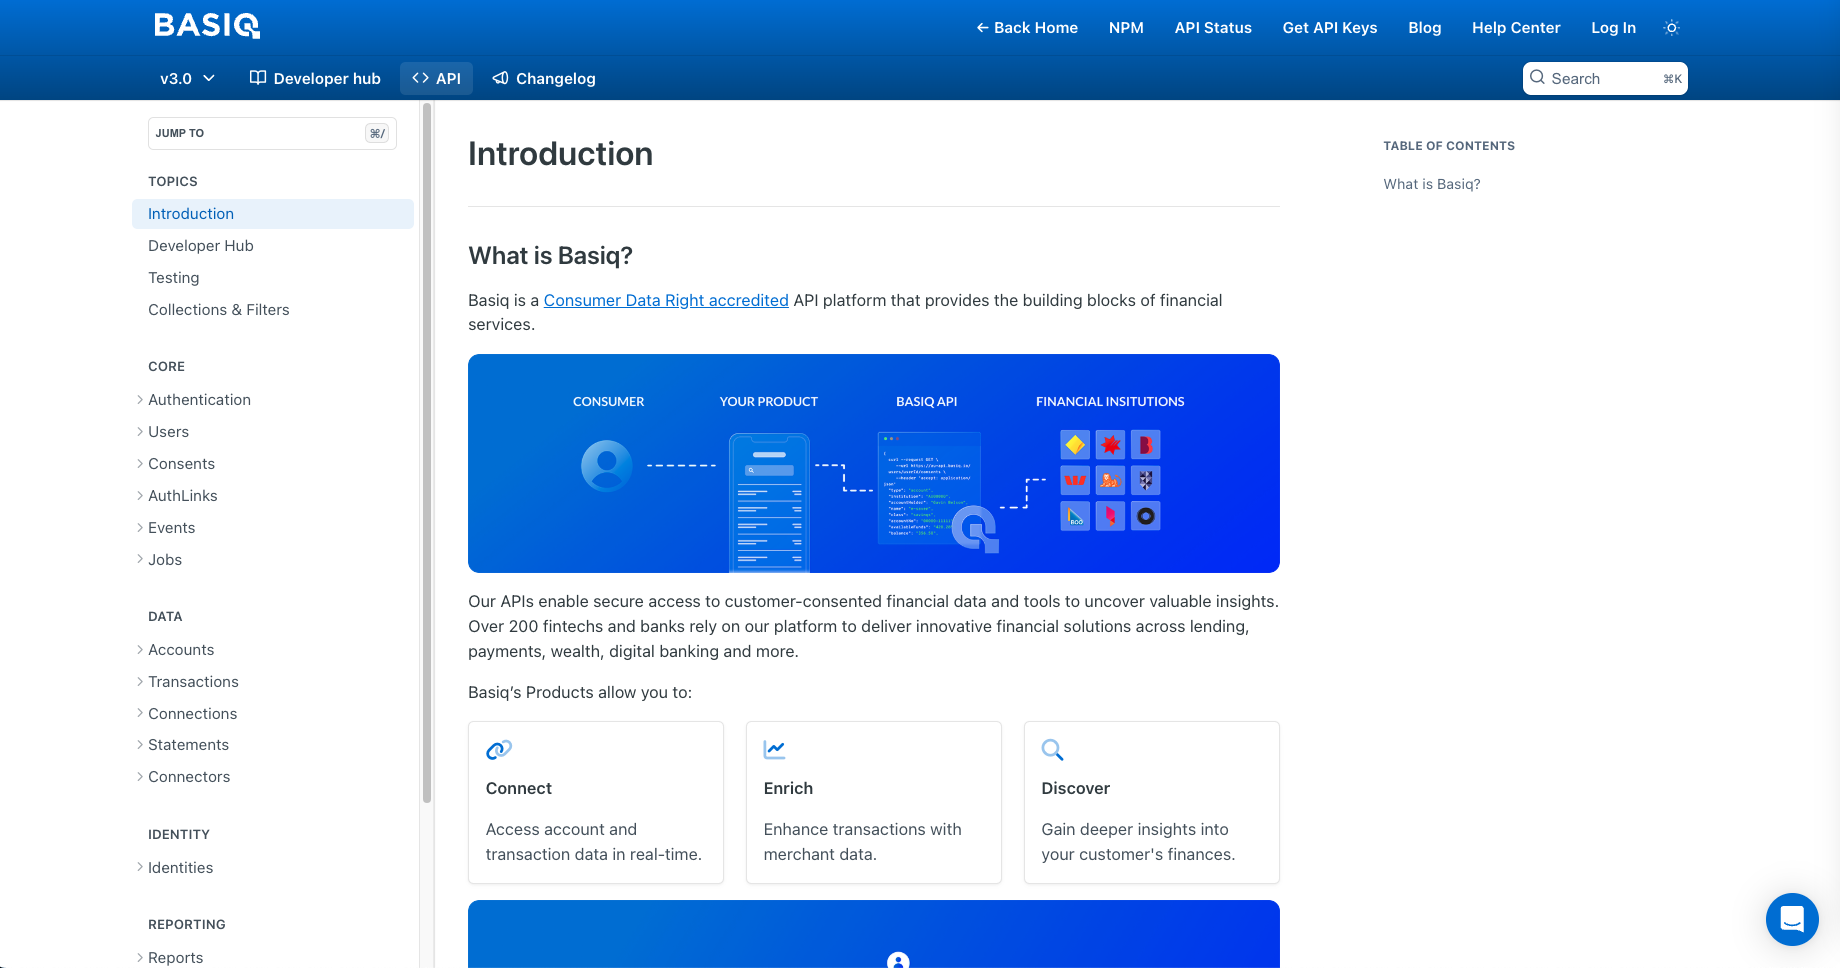 BASIQ
← Back Home
NPM
API Status
Get API Keys
Blog
Help Center
Log In
v3.0
Developer hub
<> API
Changelog
Search
⌘K
JUMP TO
⌘/
TOPICS
Introduction
Developer Hub
Testing
Collections & Filters
CORE
Authentication
Users
Consents
AuthLinks
Events
Jobs
DATA
Accounts
Transactions
Connections
Statements
Connectors
IDENTITY
Identities
REPORTING
Reports
Introduction
What is Basiq?
Basiq is a Consumer Data Right accredited API platform that provides the building blocks of financial
services.
CONSUMER
YOUR PRODUCT
BASIQ API
FINANCIAL INSITUTIONS
BOQ
Our APIs enable secure access to customer-consented financial data and tools to uncover valuable insights.
Over 200 fintechs and banks rely on our platform to deliver innovative financial solutions across lending,
payments, wealth, digital banking and more.
Basiq’s Products allow you to:
Connect
Access account and
transaction data in real-time.
Enrich
Enhance transactions with
merchant data.
Discover
Gain deeper insights into
your customer's finances.
TABLE OF CONTENTS
What is Basiq?